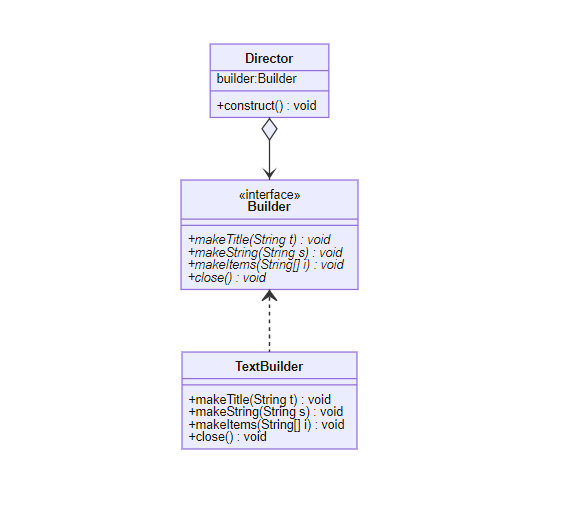 Director
builder:Builder
+construct() : void
«interface»
Builder
+makeTitle(String t) : void
+makeString(String s) : void
+makeItems(String[] i) : void
+close() : void
TextBuilder
+makeTitle(String t) : void
+makeString(String s) : void
+makeItems(String[] i) : void
+close() : void